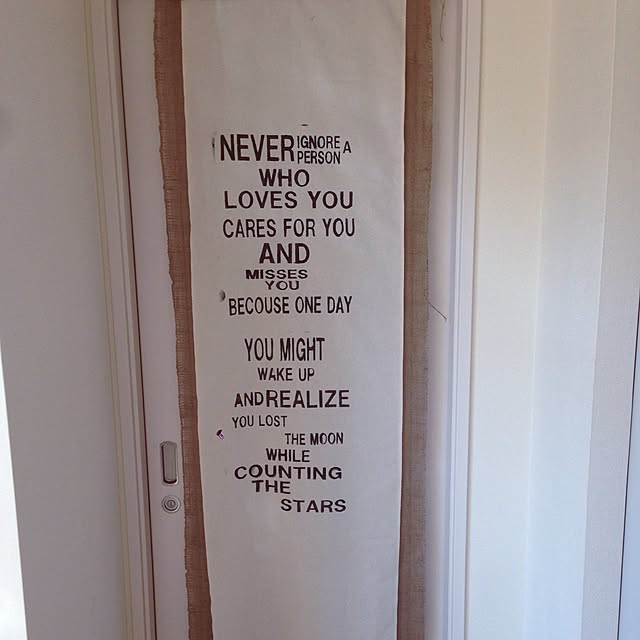 NEVER IGNORE A
PERSON
WHO
LOVES YOU
CARES FOR YOU
AND
MISSES
YOU
BECOUSE ONE DAY
YOU MIGHT
WAKE UP
AND REALIZE
YOU LOST
THE MOON
WHILE
COUNTING
THE
STARS